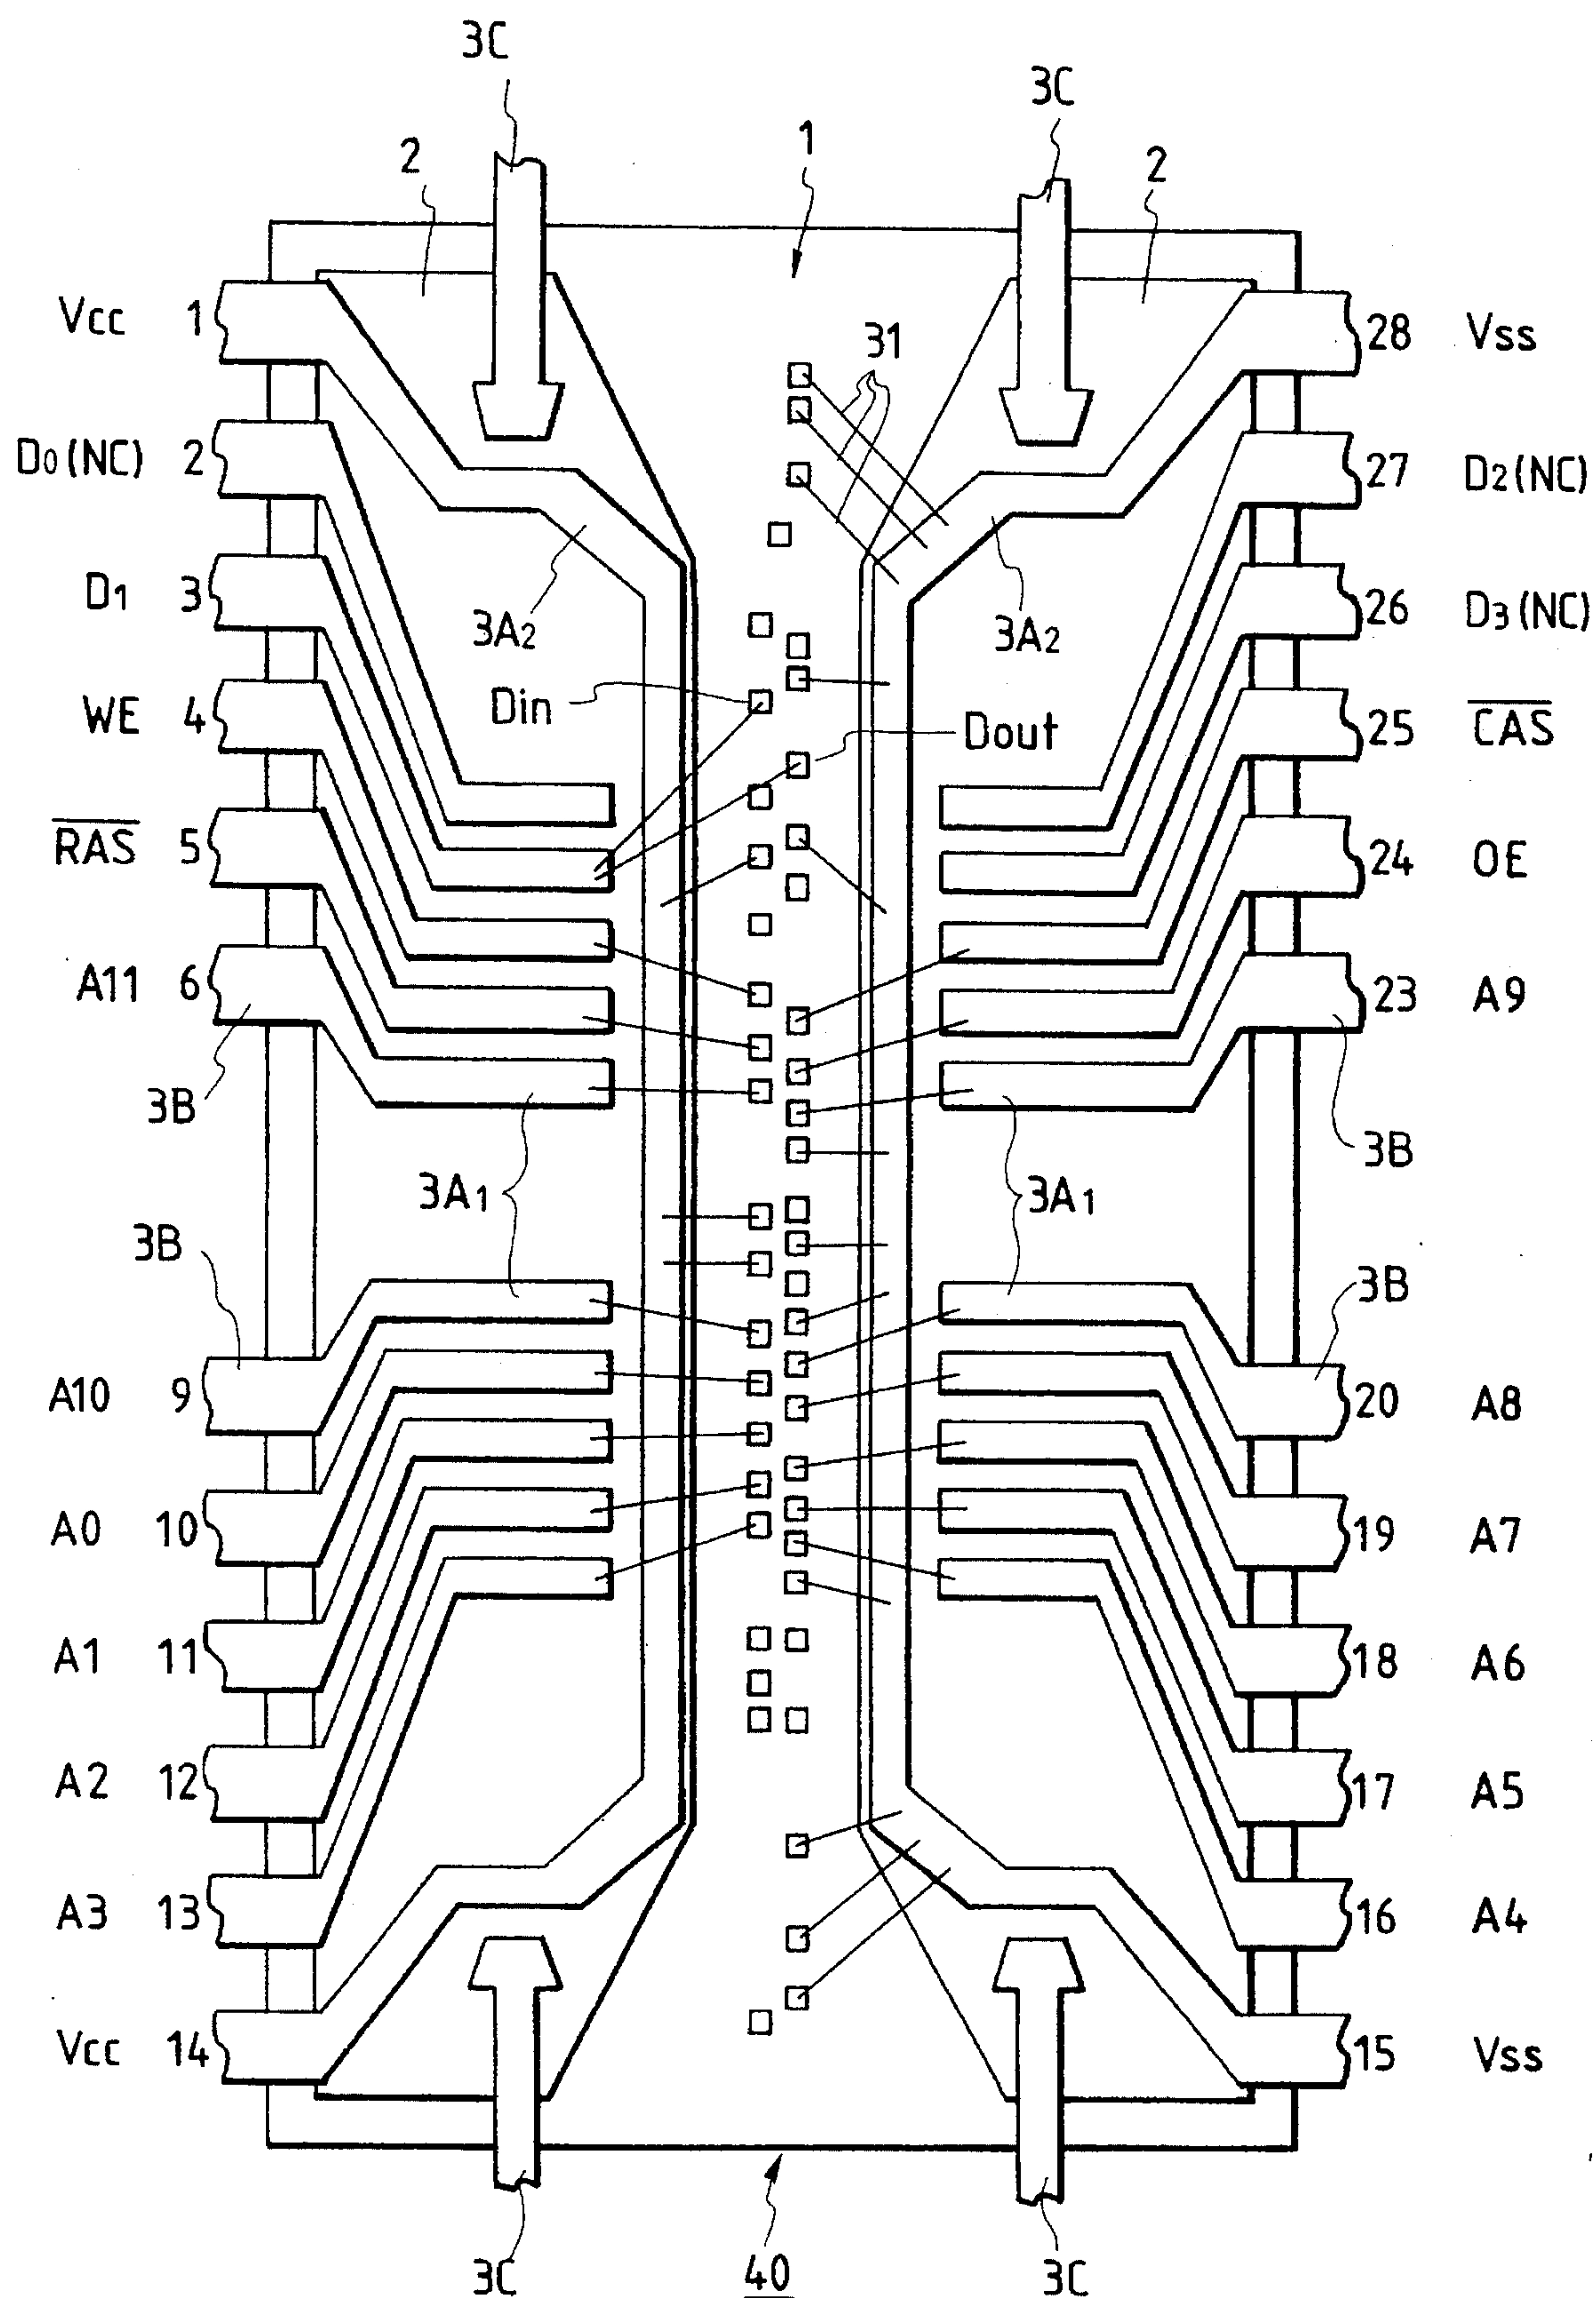 3C
3C
1
2
2
31
Vcc 1
28 Vss
D0 (NC) 2
27 D2 (NC)
D1 3
26 D3 (NC)
3A2
3A2
WE 4
Din
Dout
25 C̅A̅S̅
R̅A̅S̅ 5
24 OE
A11 6
23 A9
3B
3B
3A1
3A1
3B
3B
A10 9
20 A8
A0 10
19 A7
A1 11
18 A6
A2 12
17 A5
A3 13
16 A4
Vcc 14
15 Vss
3C
40
3C